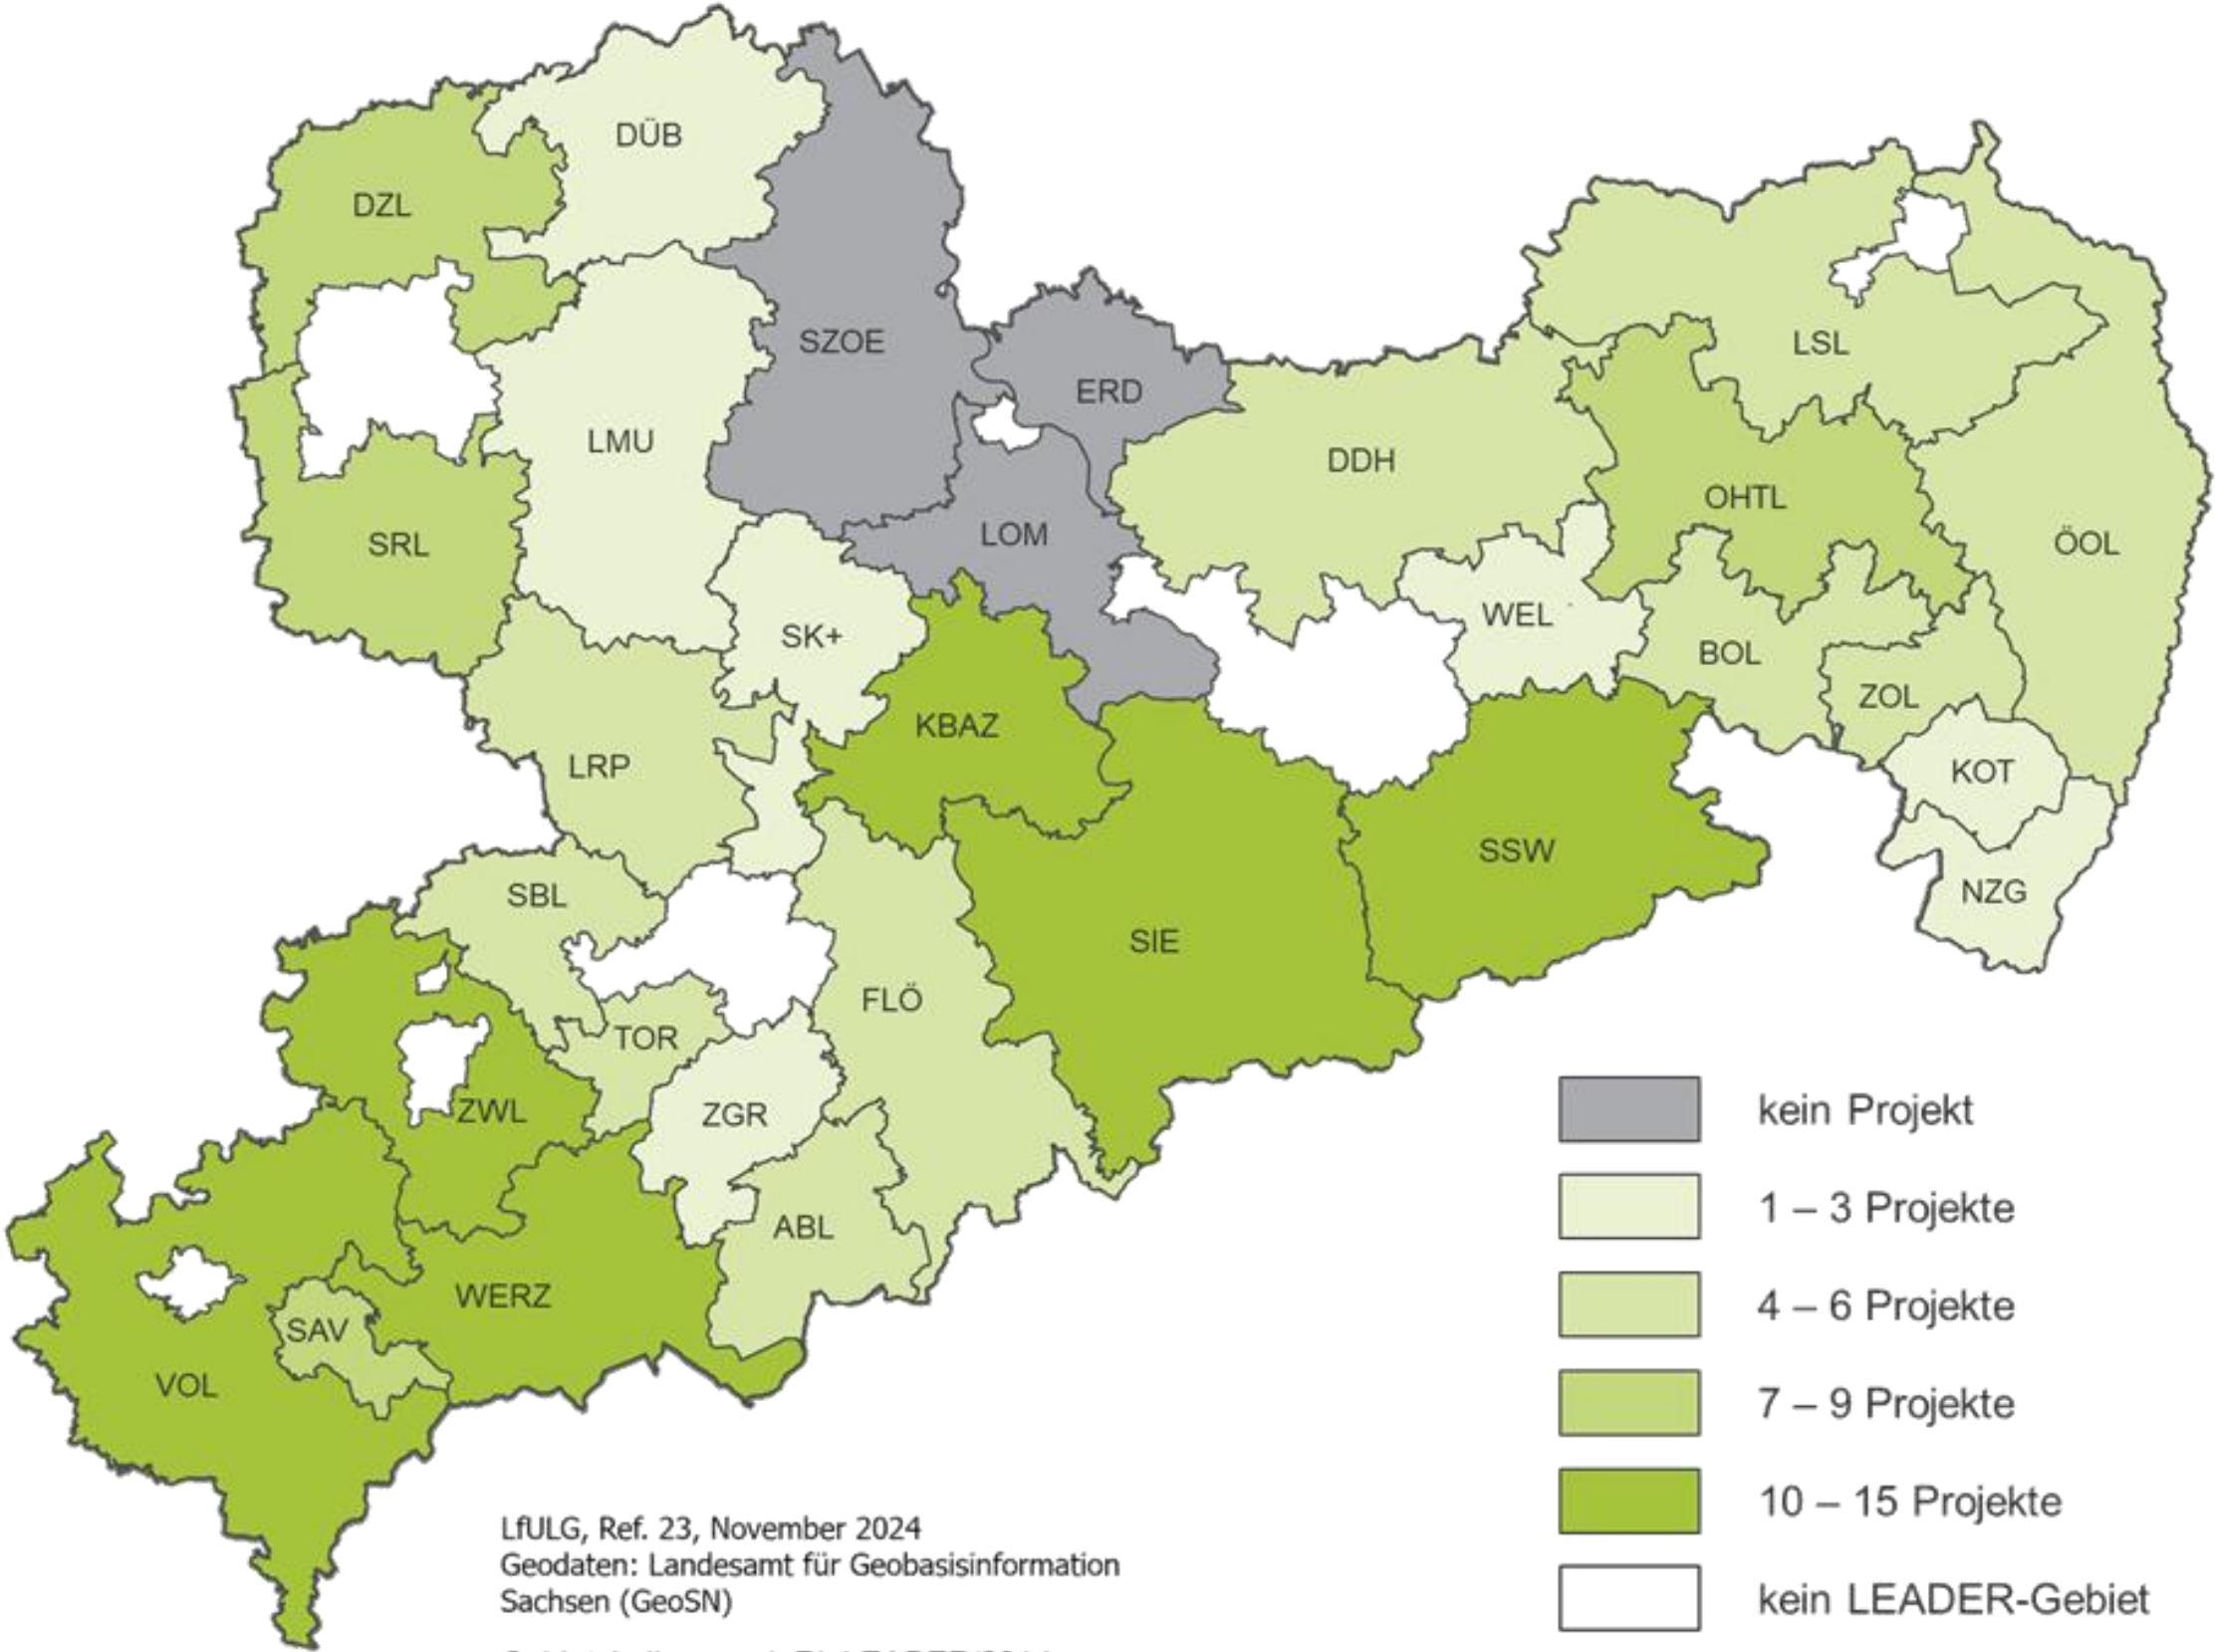 DÜB
DZL
SZOE
LSL
ERD
LMU
DDH
OHTL
LOM
SRL
ÖOL
WEL
SK+
BOL
ZOL
KBAZ
LRP
KOT
SSW
SBL
NZG
SIE
FLÖ
TOR
ZWL
ZGR
ABL
WERZ
SAV
VOL
kein Projekt
1 – 3 Projekte
4 – 6 Projekte
7 – 9 Projekte
10 – 15 Projekte
kein LEADER-Gebiet
LfULG, Ref. 23, November 2024
Geodaten: Landesamt für Geobasisinformation
Sachsen (GeoSN)